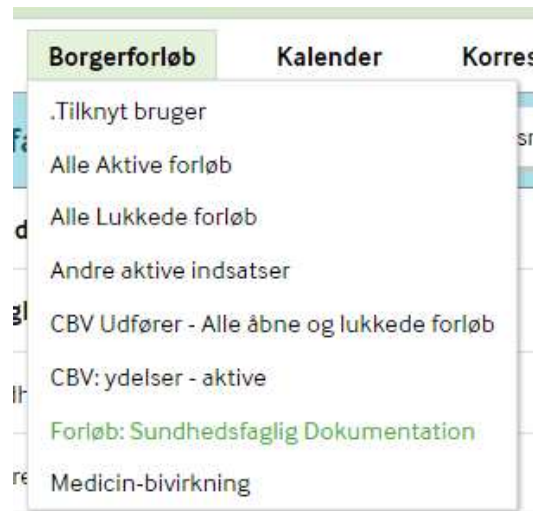 Borgerforløb Kalender
.Tilknyt bruger
Alle Aktive forløb
Alle Lukkede forløb
Andre aktive indsatser
CBV Udfører - Alle åbne og lukkede forløb
CBV: ydelser - aktive
Forløb: Sundhedsfaglig Dokumentation
Medicin-bivirkning